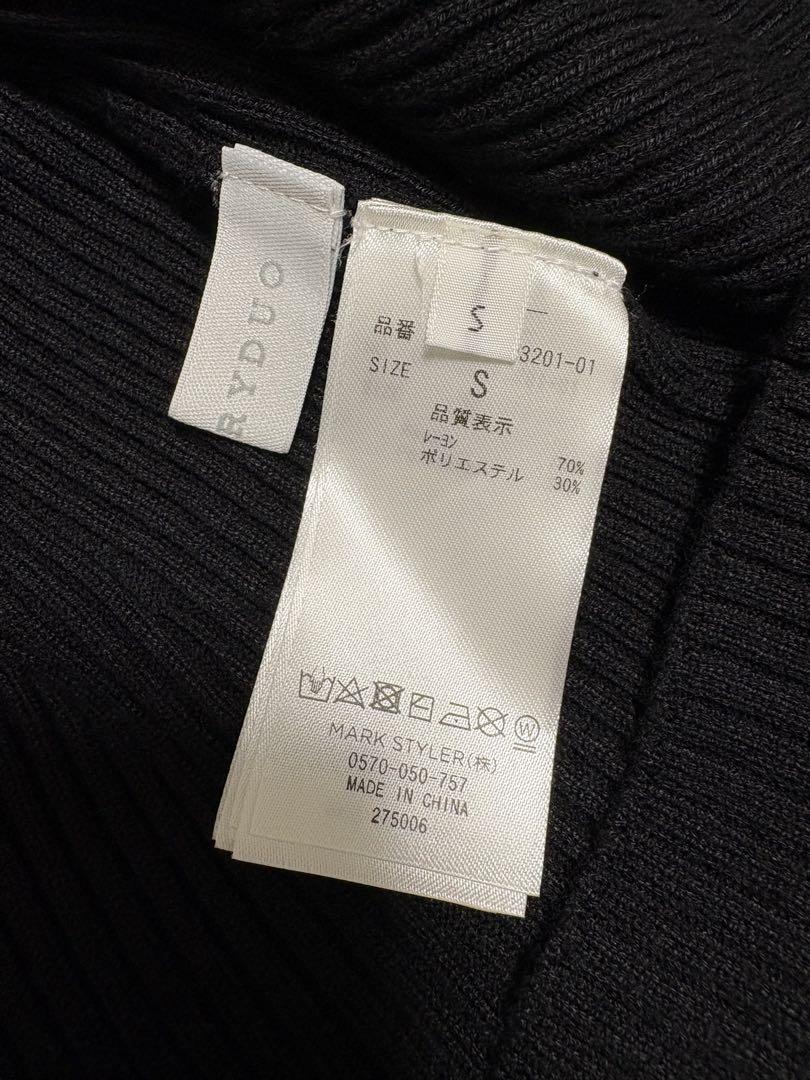 RYDUO
S
品番 3201-01
SIZE S
品質表示
レーヨン 70%
ポリエステル 30%
W
MARK STYLER(株)
0570-050-757
MADE IN CHINA
275006